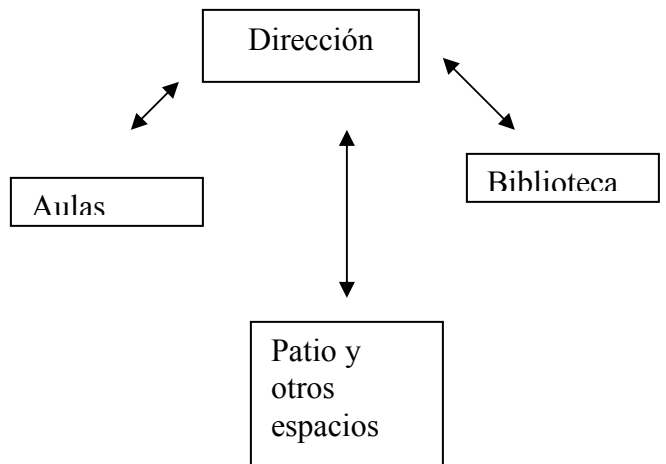 Dirección
Aulas
Biblioteca
Patio y
otros
espacios